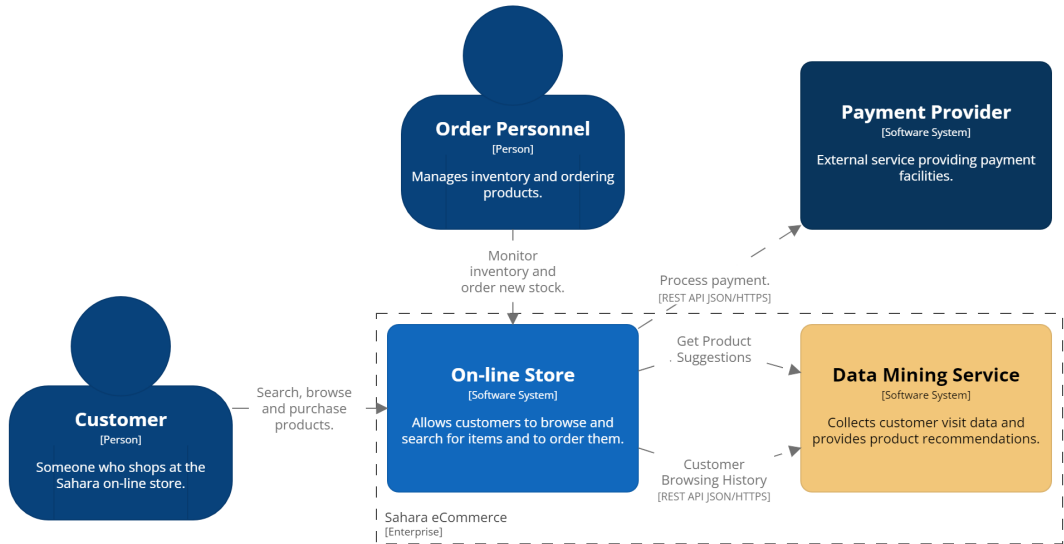 Order Personnel
[Person]
Manages inventory and ordering
products.
Payment Provider
[Software System]
External service providing payment
facilities.
Monitor
inventory and
order new stock.
Process payment.
[REST API JSON/HTTPS]
Customer
[Person]
Someone who shops at the
Sahara on-line store.
Search, browse
and purchase
products.
On-line Store
[Software System]
Allows customers to browse and
search for items and to order them.
Get Product
Suggestions
Customer
Browsing History
[REST API JSON/HTTPS]
Data Mining Service
[Software System]
Collects customer visit data and
provides product recommendations.
Sahara eCommerce
[Enterprise]